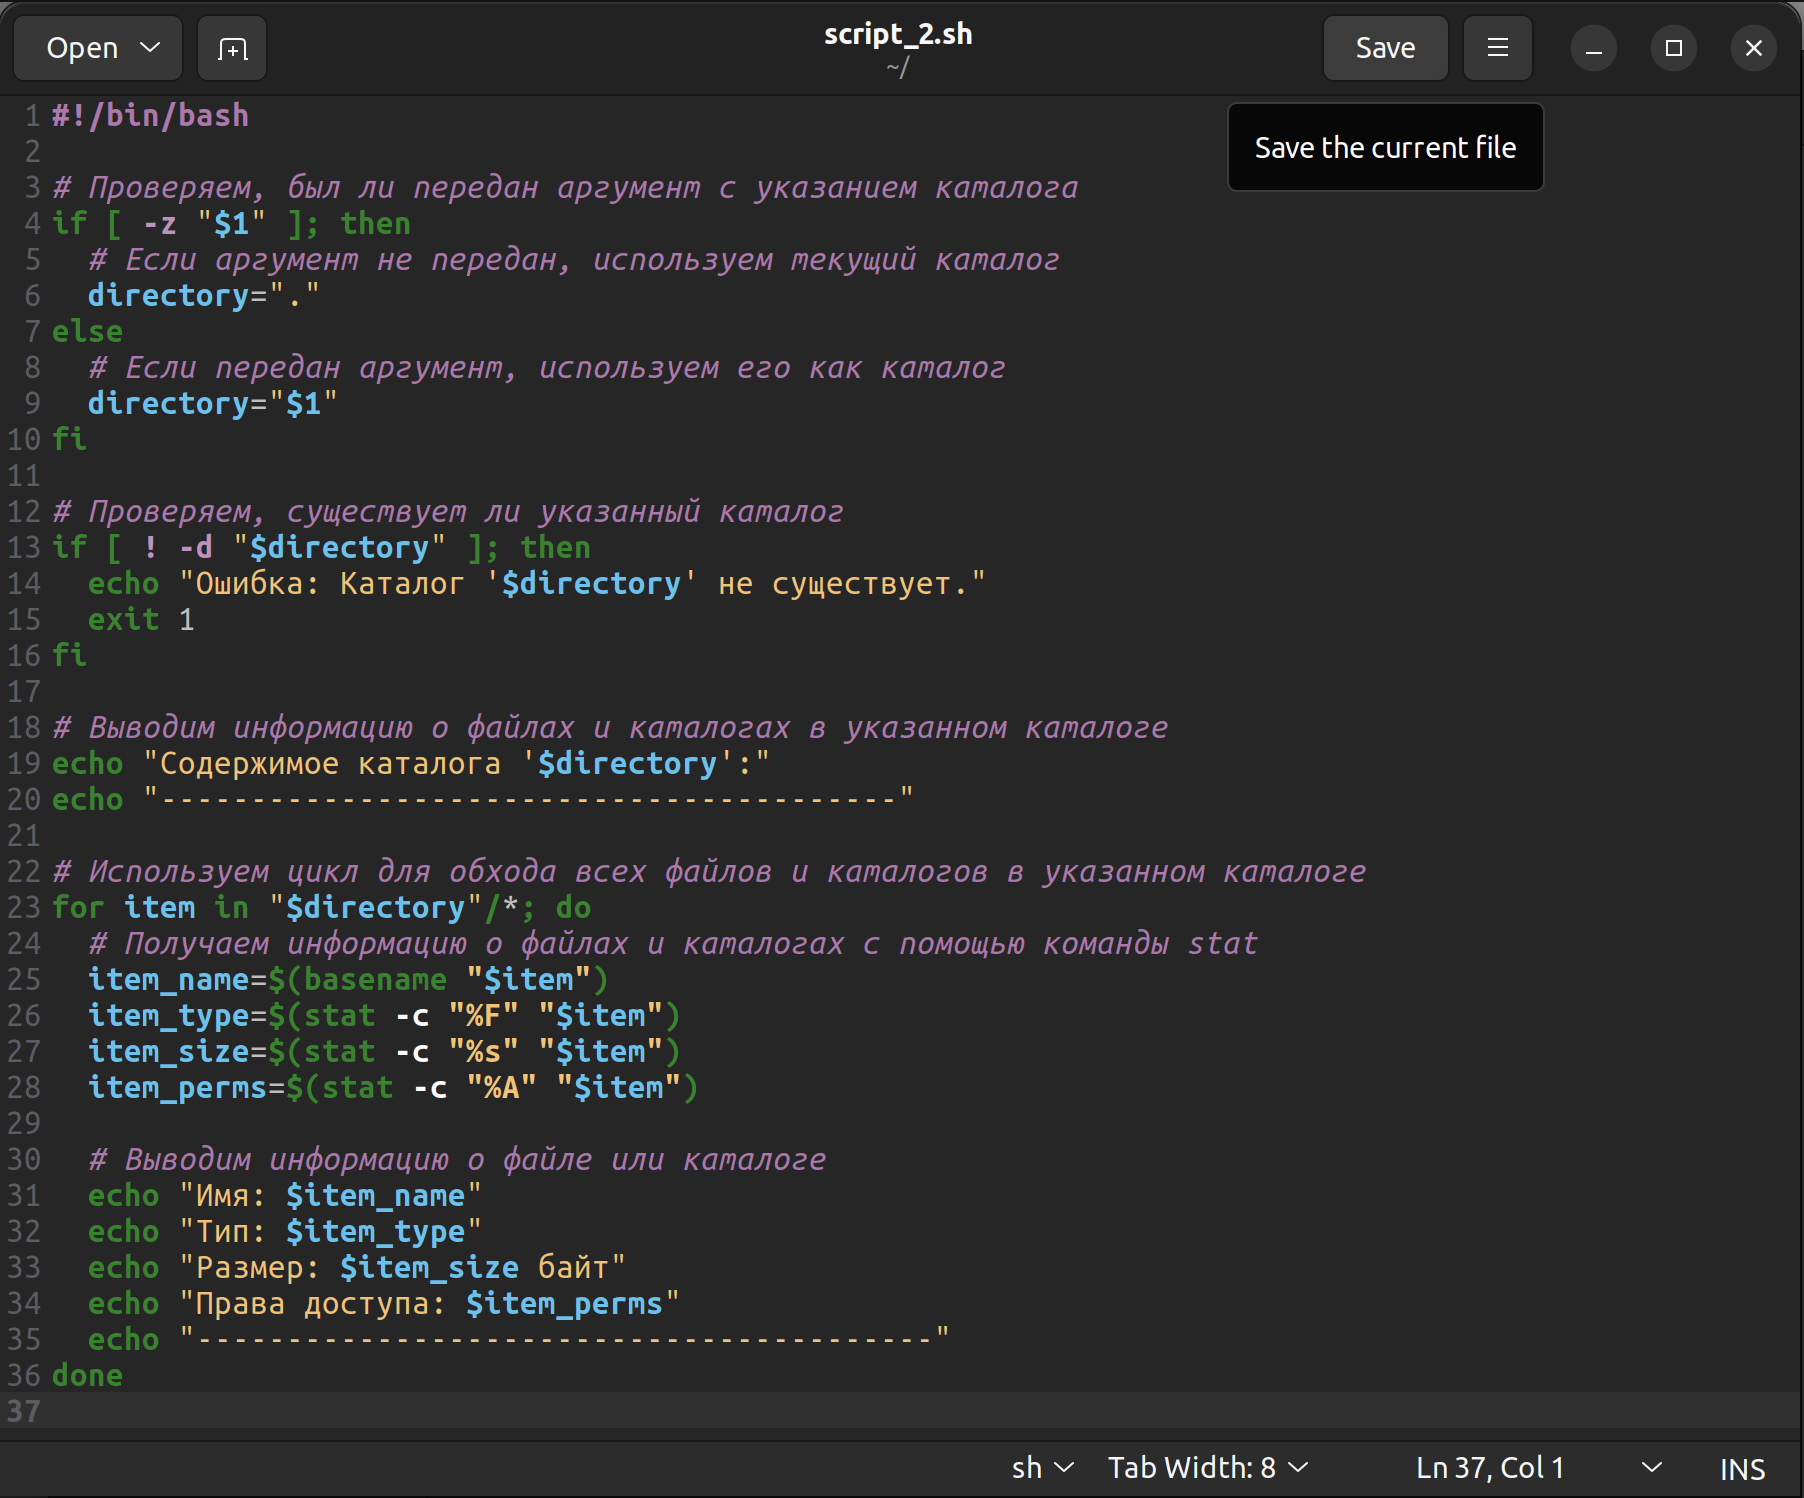 Open
script_2.sh
~/
Save
Save the current file
1 #!/bin/bash
2
3 # Проверяем, был ли передан аргумент с указанием каталога
4 if [ -z "$1" ]; then
5   # Если аргумент не передан, используем текущий каталог
6   directory="."
7 else
8   # Если передан аргумент, используем его как каталог
9   directory="$1"
10 fi
11
12 # Проверяем, существует ли указанный каталог
13 if [ ! -d "$directory" ]; then
14   echo "Ошибка: Каталог '$directory' не существует."
15   exit 1
16 fi
17
18 # Выводим информацию о файлах и каталогах в указанном каталоге
19 echo "Содержимое каталога '$directory':"
20 echo "-----------------------------------------"
21
22 # Используем цикл для обхода всех файлов и каталогов в указанном каталоге
23 for item in "$directory"/*; do
24   # Получаем информацию о файлах и каталогах с помощью команды stat
25   item_name=$(basename "$item")
26   item_type=$(stat -c "%F" "$item")
27   item_size=$(stat -c "%s" "$item")
28   item_perms=$(stat -c "%A" "$item")
29
30   # Выводим информацию о файле или каталоге
31   echo "Имя: $item_name"
32   echo "Тип: $item_type"
33   echo "Размер: $item_size байт"
34   echo "Права доступа: $item_perms"
35   echo "-----------------------------------------"
36 done
37
sh Tab Width: 8 Ln 37, Col 1 INS